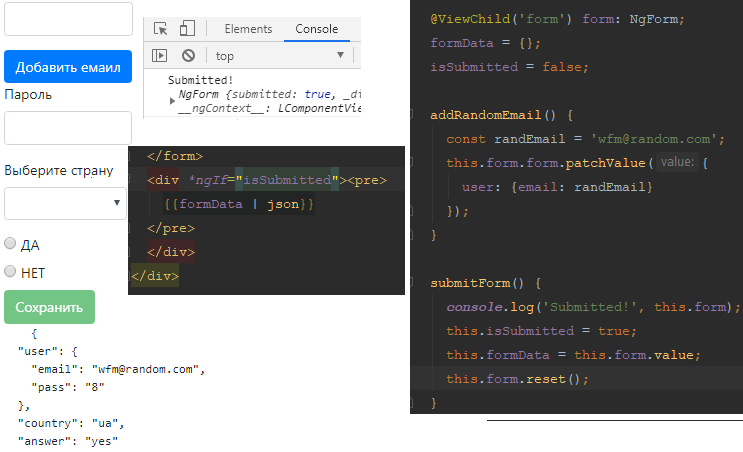 Добавить емаил
Пароль
Выберите страну
ДА
НЕТ
Сохранить
{
"user": {
"email": "wfm@random.com",
"pass": "8"
},
"country": "ua",
"answer": "yes"
Elements Console
top
Submitted!
NgForm {submitted: true, _di
__ngContext__: LComponentView
</form>
<div *ngIf="isSubmitted"><pre>
{{formData | json}}
</pre>
</div>
</div>
@ViewChild('form') form: NgForm;
formData = {};
isSubmitted = false;
addRandomEmail() {
const randEmail = 'wfm@random.com';
this.form.form.patchValue( value: {
user: {email: randEmail}
});
}
submitForm() {
console.log('Submitted!', this.form);
this.isSubmitted = true;
this.formData = this.form.value;
this.form.reset();
}